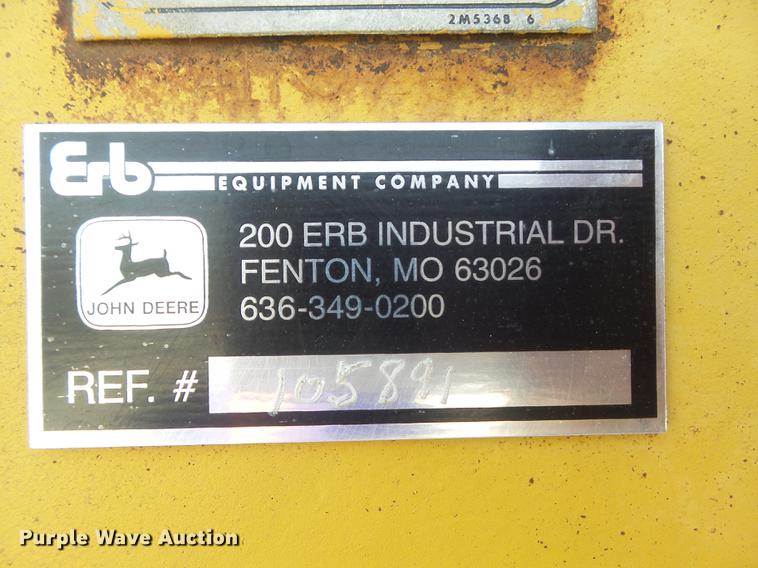 2M5368 6
Erb
EQUIPMENT COMPANY
JOHN DEERE
200 ERB INDUSTRIAL DR.
FENTON, MO 63026
636-349-0200
REF. # 105891
Purple Wave Auction